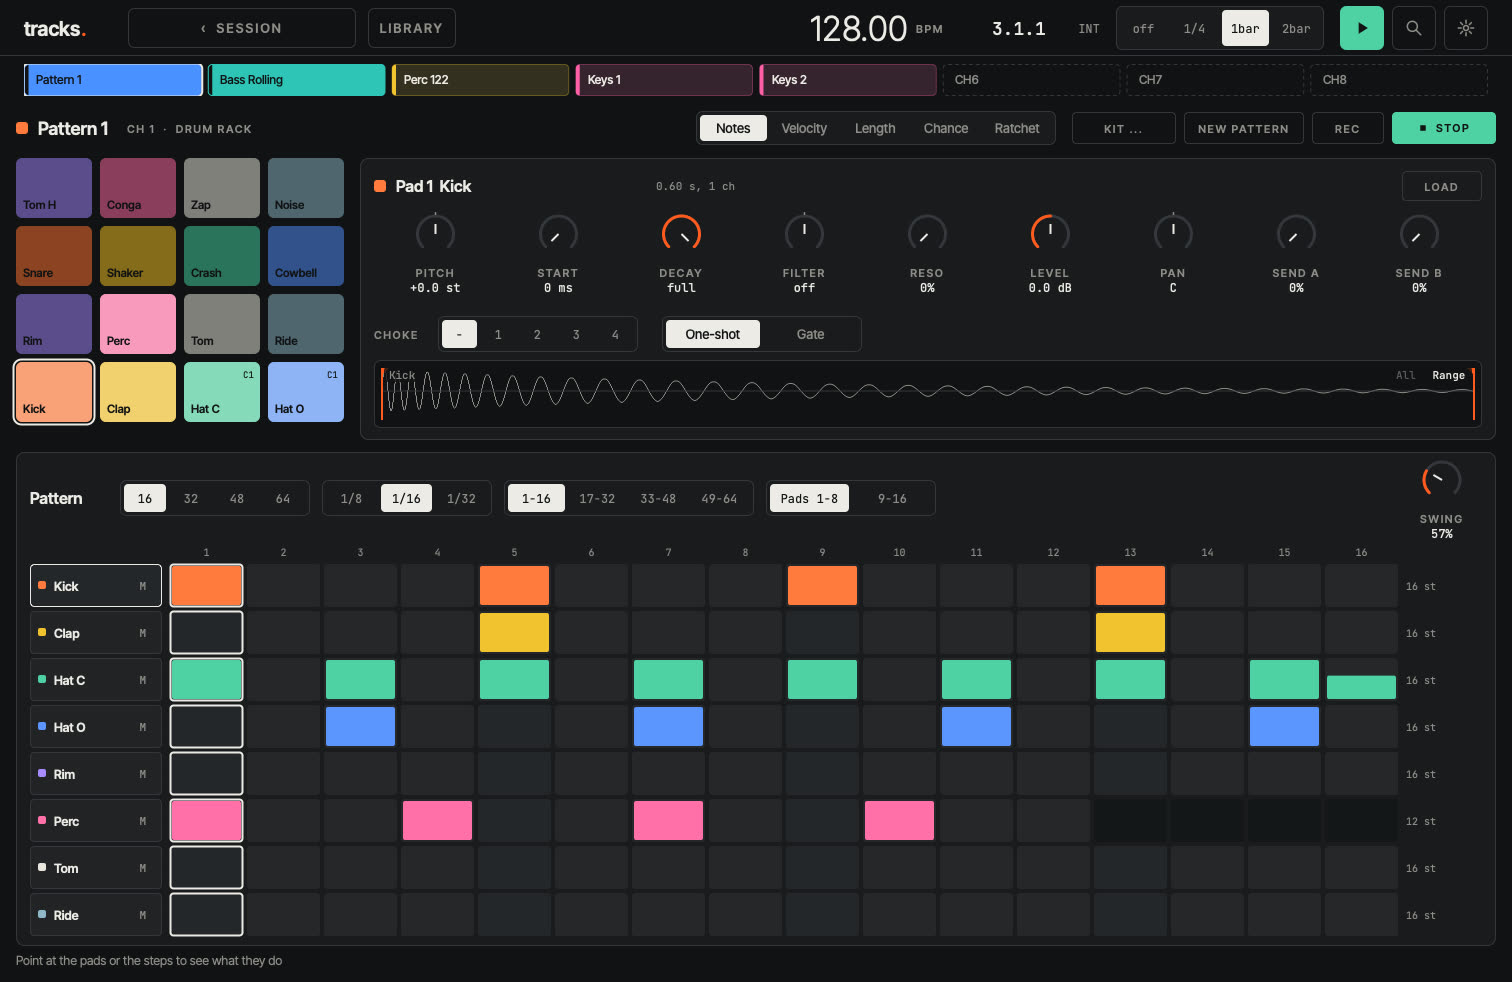 tracks.
‹ SESSION
LIBRARY
128.00 BPM
3.1.1
INT
off 1/4 1bar 2bar
Pattern 1
Bass Rolling
Perc 122
Keys 1
Keys 2
CH6
CH7
CH8
Pattern 1
CH 1 · DRUM RACK
Notes Velocity Length Chance Ratchet
KIT ...
NEW PATTERN
REC
STOP
Tom H
Conga
Zap
Noise
Snare
Shaker
Crash
Cowbell
Rim
Perc
Tom
Ride
Kick
Clap
C1
Hat C
C1
Hat O
Pad 1 Kick
0.60 s, 1 ch
LOAD
PITCH START DECAY FILTER RESO LEVEL PAN SEND A SEND B
+0.0 st 0 ms full off 0% 0.0 dB C 0% 0%
CHOKE
- 1 2 3 4
One-shot Gate
Kick
All Range
Pattern
16 32 48 64
1/8 1/16 1/32
1-16 17-32 33-48 49-64
Pads 1-8 9-16
SWING
57%
1 2 3 4 5 6 7 8 9 10 11 12 13 14 15 16
Kick M 16 st
Clap M 16 st
Hat C M 16 st
Hat O M 16 st
Rim M 16 st
Perc M 12 st
Tom M 16 st
Ride M 16 st
Point at the pads or the steps to see what they do